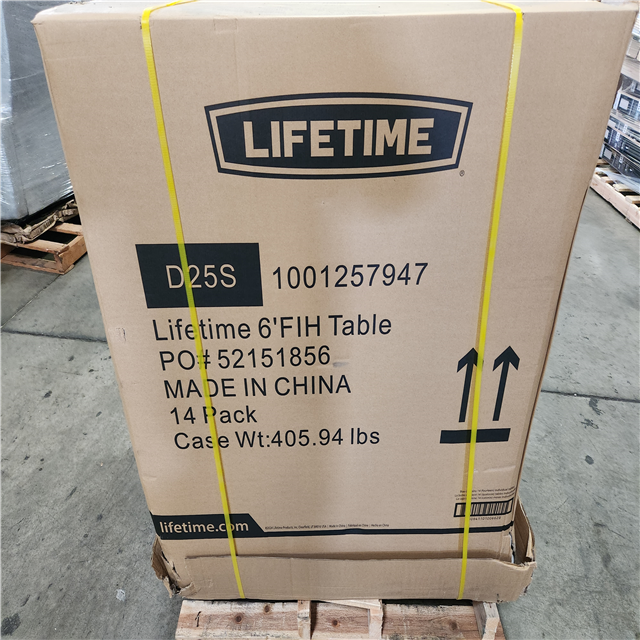 LIFETIME
®
D25S 1001257947
Lifetime 6'FIH Table
PO# 52151856
MADE IN CHINA
14 Pack
Case Wt:405.94 lbs
lifetime.com